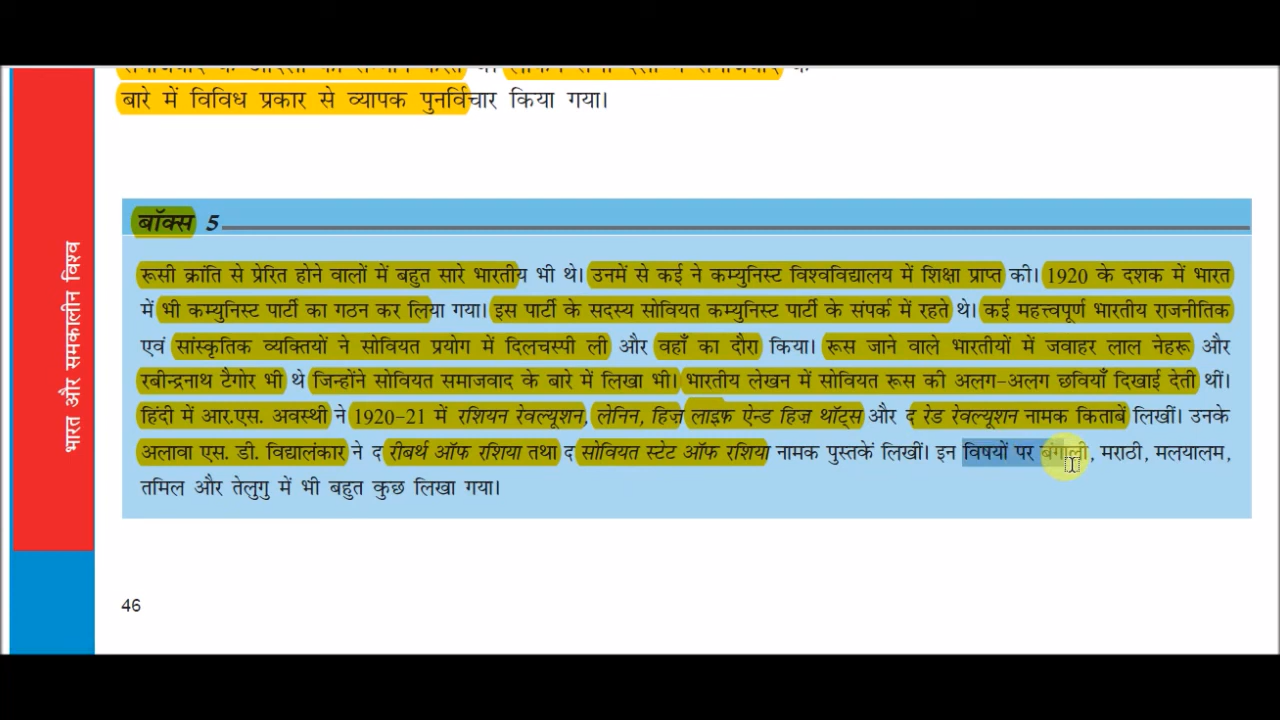 बारे में विविध प्रकार से व्यापक पुनर्विचार किया गया।
बॉक्स 5
रूसी क्रांति से प्रेरित होने वालों में बहुत सारे भारतीय भी थे। उनमें से कई ने कम्युनिस्ट विश्वविद्यालय में शिक्षा प्राप्त की। 1920 के दशक में भारत
में भी कम्युनिस्ट पार्टी का गठन कर लिया गया। इस पार्टी के सदस्य सोवियत कम्युनिस्ट पार्टी के संपर्क में रहते थे। कई महत्त्वपूर्ण भारतीय राजनीतिक
एवं सांस्कृतिक व्यक्तियों ने सोवियत प्रयोग में दिलचस्पी ली और वहाँ का दौरा किया। रूस जाने वाले भारतीयों में जवाहर लाल नेहरू और
रबीन्द्रनाथ टैगोर भी थे जिन्होंने सोवियत समाजवाद के बारे में लिखा भी। भारतीय लेखन में सोवियत रूस की अलग-अलग छवियाँ दिखाई देती थीं।
हिंदी में आर.एस. अवस्थी ने 1920-21 में रशियन रेवल्यूशन, लेनिन, हिज़ लाइफ ऐन्ड हिज़ थॉट्स और द रेड रेवल्यूशन नामक किताबें लिखीं। उनके
अलावा एस. डी. विद्यालंकार ने द रीबर्थ ऑफ रशिया तथा द सोवियत स्टेट ऑफ रशिया नामक पुस्तकें लिखीं। इन विषयों पर बंगाली, मराठी, मलयालम,
तमिल और तेलुगु में भी बहुत कुछ लिखा गया।
46
भारत और समकालीन विश्व